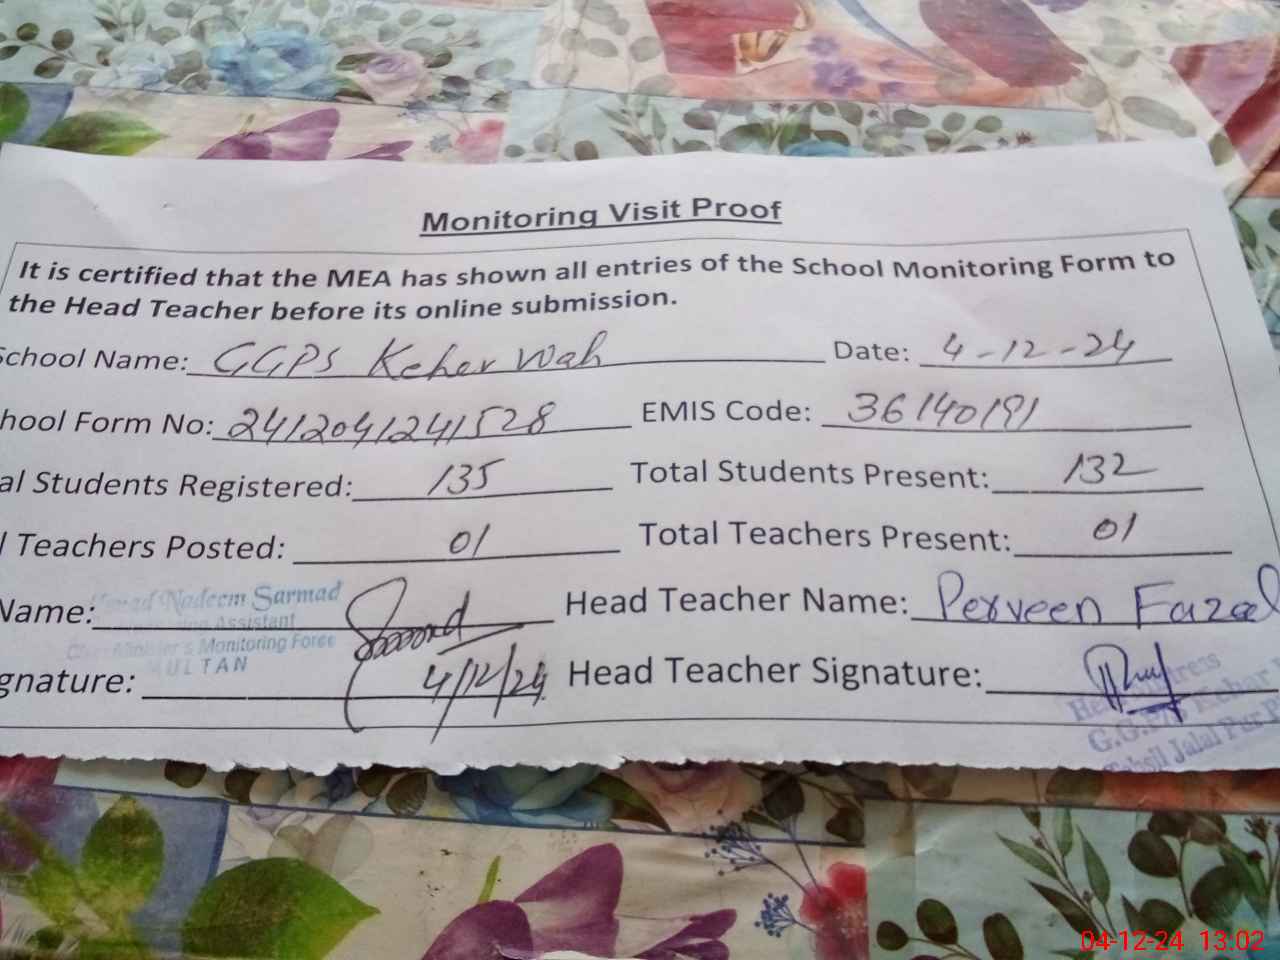 Monitoring Visit Proof
It is certified that the MEA has shown all entries of the School Monitoring Form to
the Head Teacher before its online submission.
School Name: GGPS Keher Wah Date: 4-12-24
hool Form No: 2412041241528 EMIS Code: 36140191
al Students Registered: 135 Total Students Present: 132
l Teachers Posted: 01 Total Teachers Present: 01
Name: Nadeem Sarmad Head Teacher Name: Perveen Fazal
Assistant
Monitoring Force
MULTAN
gnature: 4/12/24 Head Teacher Signature:
G.G.P/S Kehar
Tehsil Jalal Pur P
04-12-24 13.02